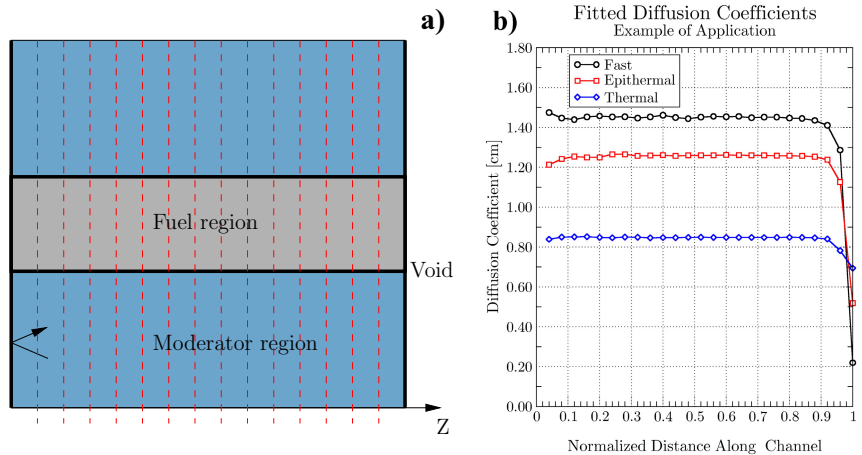 a)
Fuel region
Void
Moderator region
Z
b)
Fitted Diffusion Coefficients
Example of Application
Fast
Epithermal
Thermal
Diffusion Coefficient [cm]
1.80
1.60
1.40
1.20
1.00
0.80
0.60
0.40
0.20
0.00
0 0.1 0.2 0.3 0.4 0.5 0.6 0.7 0.8 0.9 1
Normalized Distance Along Channel